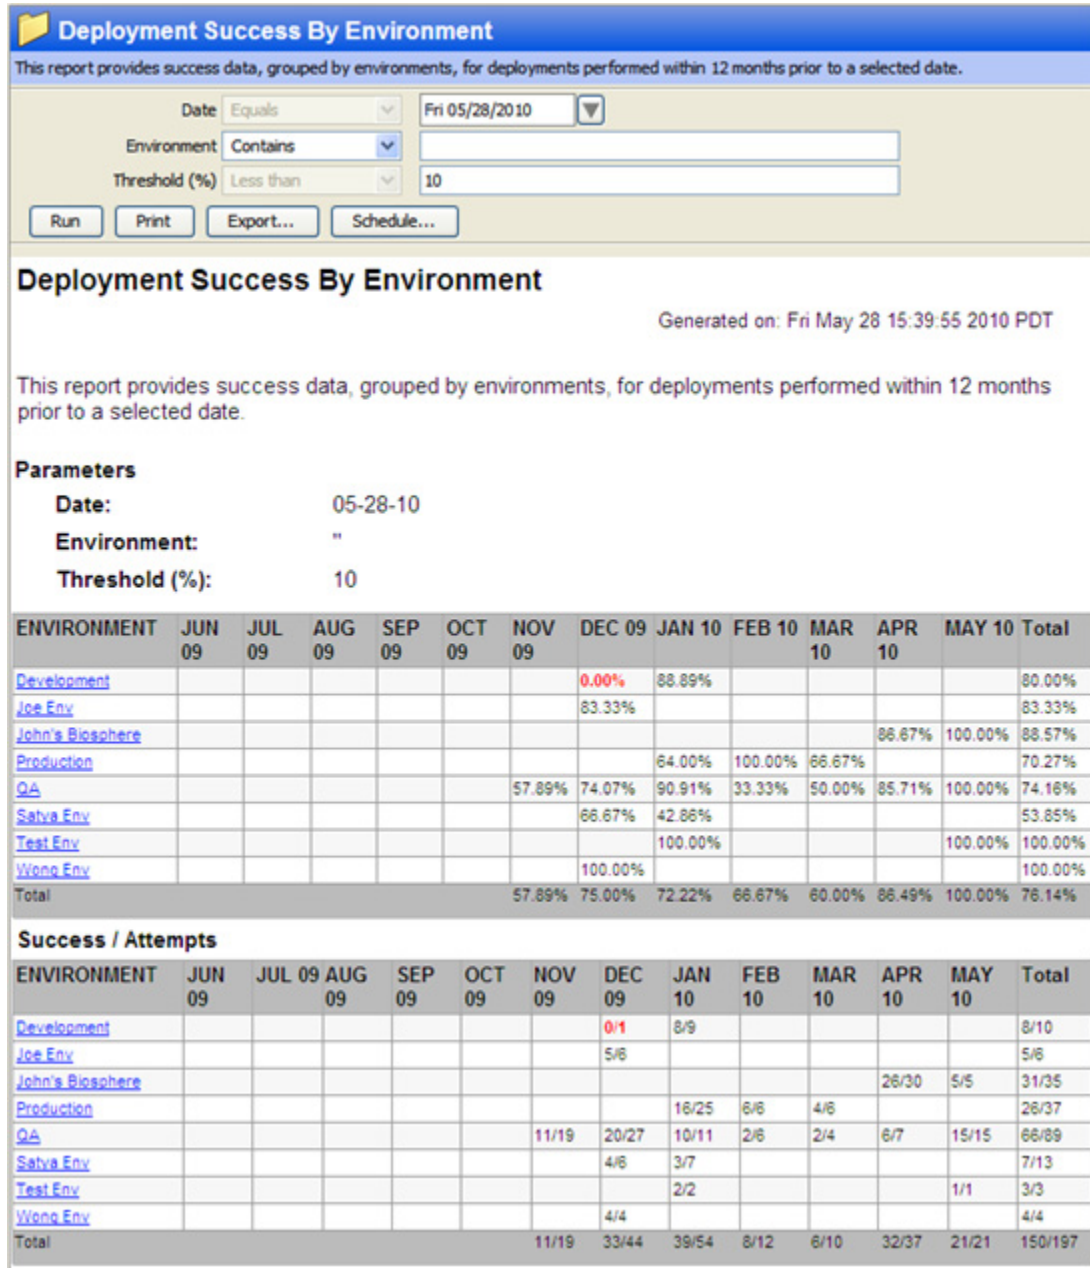 Deployment Success By Environment
This report provides success data, grouped by environments, for deployments performed within 12 months prior to a selected date.
Date Equals Fri 05/28/2010
Environment Contains
Threshold (%) Less than 10
Run Print Export... Schedule...
Deployment Success By Environment
Generated on: Fri May 28 15:39:55 2010 PDT
This report provides success data, grouped by environments, for deployments performed within 12 months
prior to a selected date.
Parameters
Date: 05-28-10
Environment: "
Threshold (%): 10
ENVIRONMENT JUN 09 JUL 09 AUG 09 SEP 09 OCT 09 NOV 09 DEC 09 JAN 10 FEB 10 MAR 10 APR 10 MAY 10 Total
Development 0.00% 88.89% 80.00%
Joe Env 83.33% 83.33%
John's Biosphere 86.67% 100.00% 88.57%
Production 64.00% 100.00% 66.67% 70.27%
QA 57.89% 74.07% 90.91% 33.33% 50.00% 85.71% 100.00% 74.16%
Satya Env 66.67% 42.86% 53.85%
Test Env 100.00% 100.00% 100.00%
Wong Env 100.00% 100.00%
Total 57.89% 75.00% 72.22% 66.67% 60.00% 86.49% 100.00% 76.14%
Success / Attempts
ENVIRONMENT JUN 09 JUL 09 AUG 09 SEP 09 OCT 09 NOV 09 DEC 09 JAN 10 FEB 10 MAR 10 APR 10 MAY 10 Total
Development 0/1 8/9 8/10
Joe Env 5/6 5/6
John's Biosphere 26/30 5/5 31/35
Production 16/25 6/6 4/6 26/37
QA 11/19 20/27 10/11 2/6 2/4 6/7 15/15 66/89
Satya Env 4/6 3/7 7/13
Test Env 2/2 1/1 3/3
Wong Env 4/4 4/4
Total 11/19 33/44 39/54 8/12 6/10 32/37 21/21 150/197